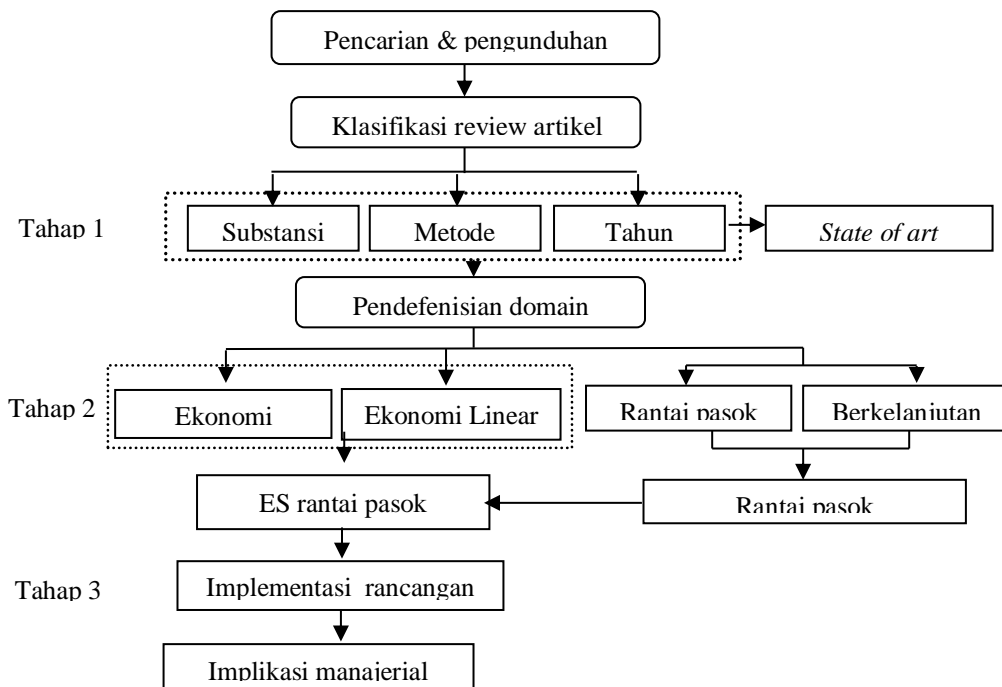 Pencarian & pengunduhan
Klasifikasi review artikel
Tahap 1
Substansi
Metode
Tahun
State of art
Pendefenisian domain
Tahap 2
Ekonomi
Ekonomi Linear
Rantai pasok
Berkelanjutan
ES rantai pasok
Rantai pasok
Tahap 3
Implementasi rancangan
Implikasi manajerial